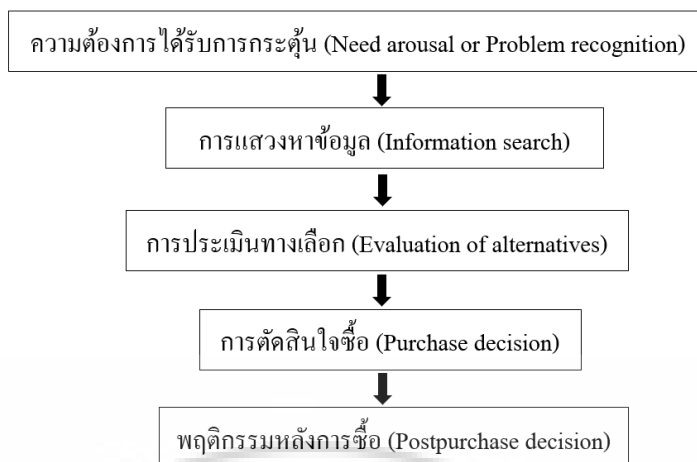 ความต้องการได้รับการกระตุ้น (Need arousal or Problem recognition)
การแสวงหาข้อมูล (Information search)
การประเมินทางเลือก (Evaluation of alternatives)
การตัดสินใจซื้อ (Purchase decision)
พฤติกรรมหลังการซื้อ (Postpurchase decision)